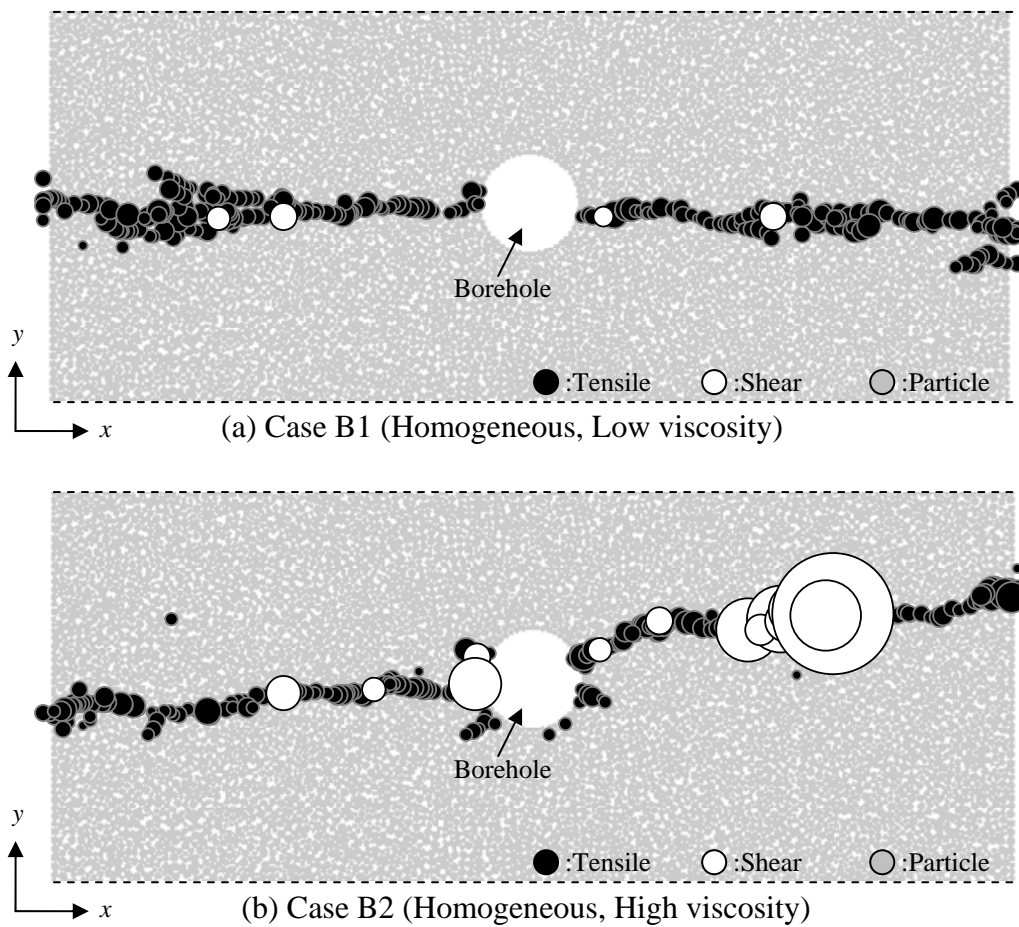 Borehole
y
:Tensile :Shear :Particle
x
(a) Case B1 (Homogeneous, Low viscosity)
Borehole
y
:Tensile :Shear :Particle
x
(b) Case B2 (Homogeneous, High viscosity)